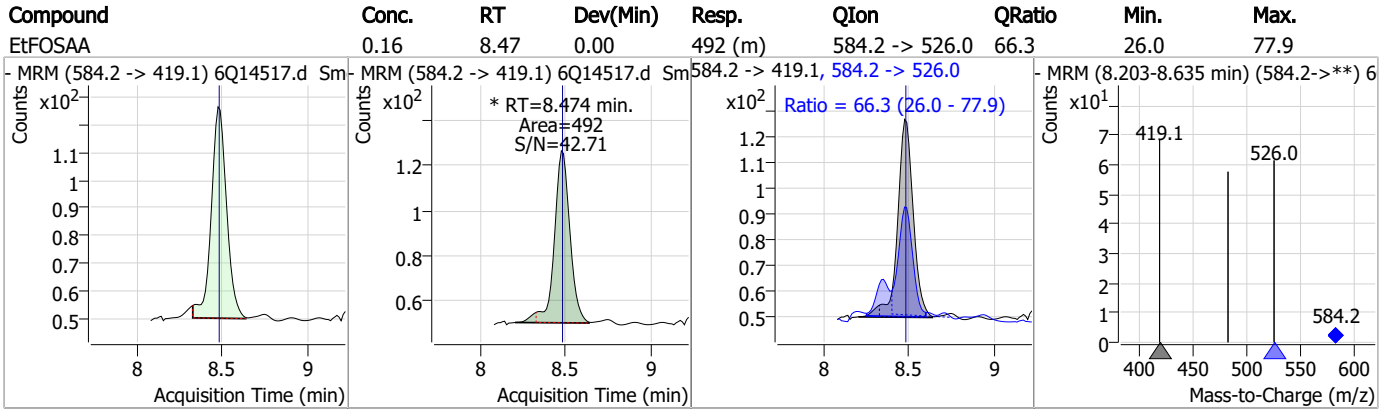 Compound Conc. RT Dev(Min) Resp. QIon QRatio Min. Max.
EtFOSAA 0.16 8.47 0.00 492 (m) 584.2 -> 526.0 66.3 26.0 77.9
- MRM (584.2 -> 419.1) 6Q14517.d Sm
x10²
Counts
1.1
1
0.9
0.8
0.7
0.6
0.5
8 8.5 9
Acquisition Time (min)
- MRM (584.2 -> 419.1) 6Q14517.d Sm
x10²
Counts
* RT=8.474 min.
Area=492
S/N=42.71
1.2
1
0.8
0.6
8 8.5 9
Acquisition Time (min)
584.2 -> 419.1, 584.2 -> 526.0
x10²
Counts
Ratio = 66.3 (26.0 - 77.9)
1.2
1.1
1
0.9
0.8
0.7
0.6
0.5
8 8.5 9
Acquisition Time (min)
- MRM (8.203-8.635 min) (584.2->**) 6
x10¹
Counts
7
6
5
4
3
2
1
0
419.1
526.0
584.2
400 450 500 550 600
Mass-to-Charge (m/z)